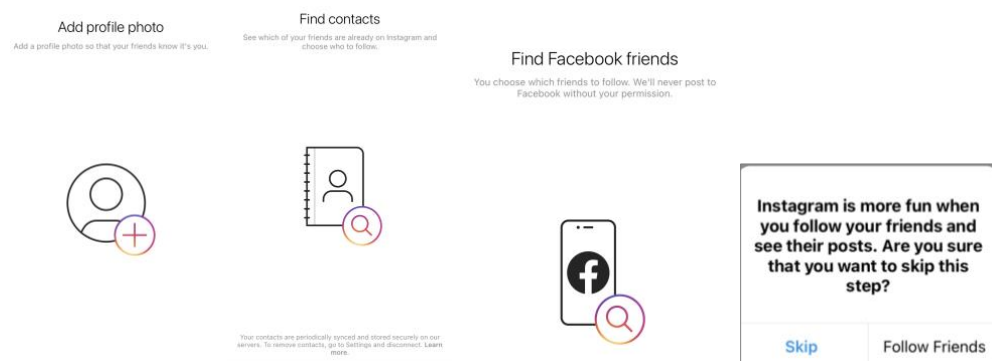 Add profile photo
Add a profile photo so that your friends know it's you.
Find contacts
See which of your friends are already on Instagram and
choose who to follow.
Your contacts are periodically synced and stored securely on our
servers. To remove contacts, go to Settings and disconnect. Learn
more.
Find Facebook friends
You choose which friends to follow. We'll never post to
Facebook without your permission.
Instagram is more fun when
you follow your friends and
see their posts. Are you sure
that you want to skip this
step?
Skip
Follow Friends